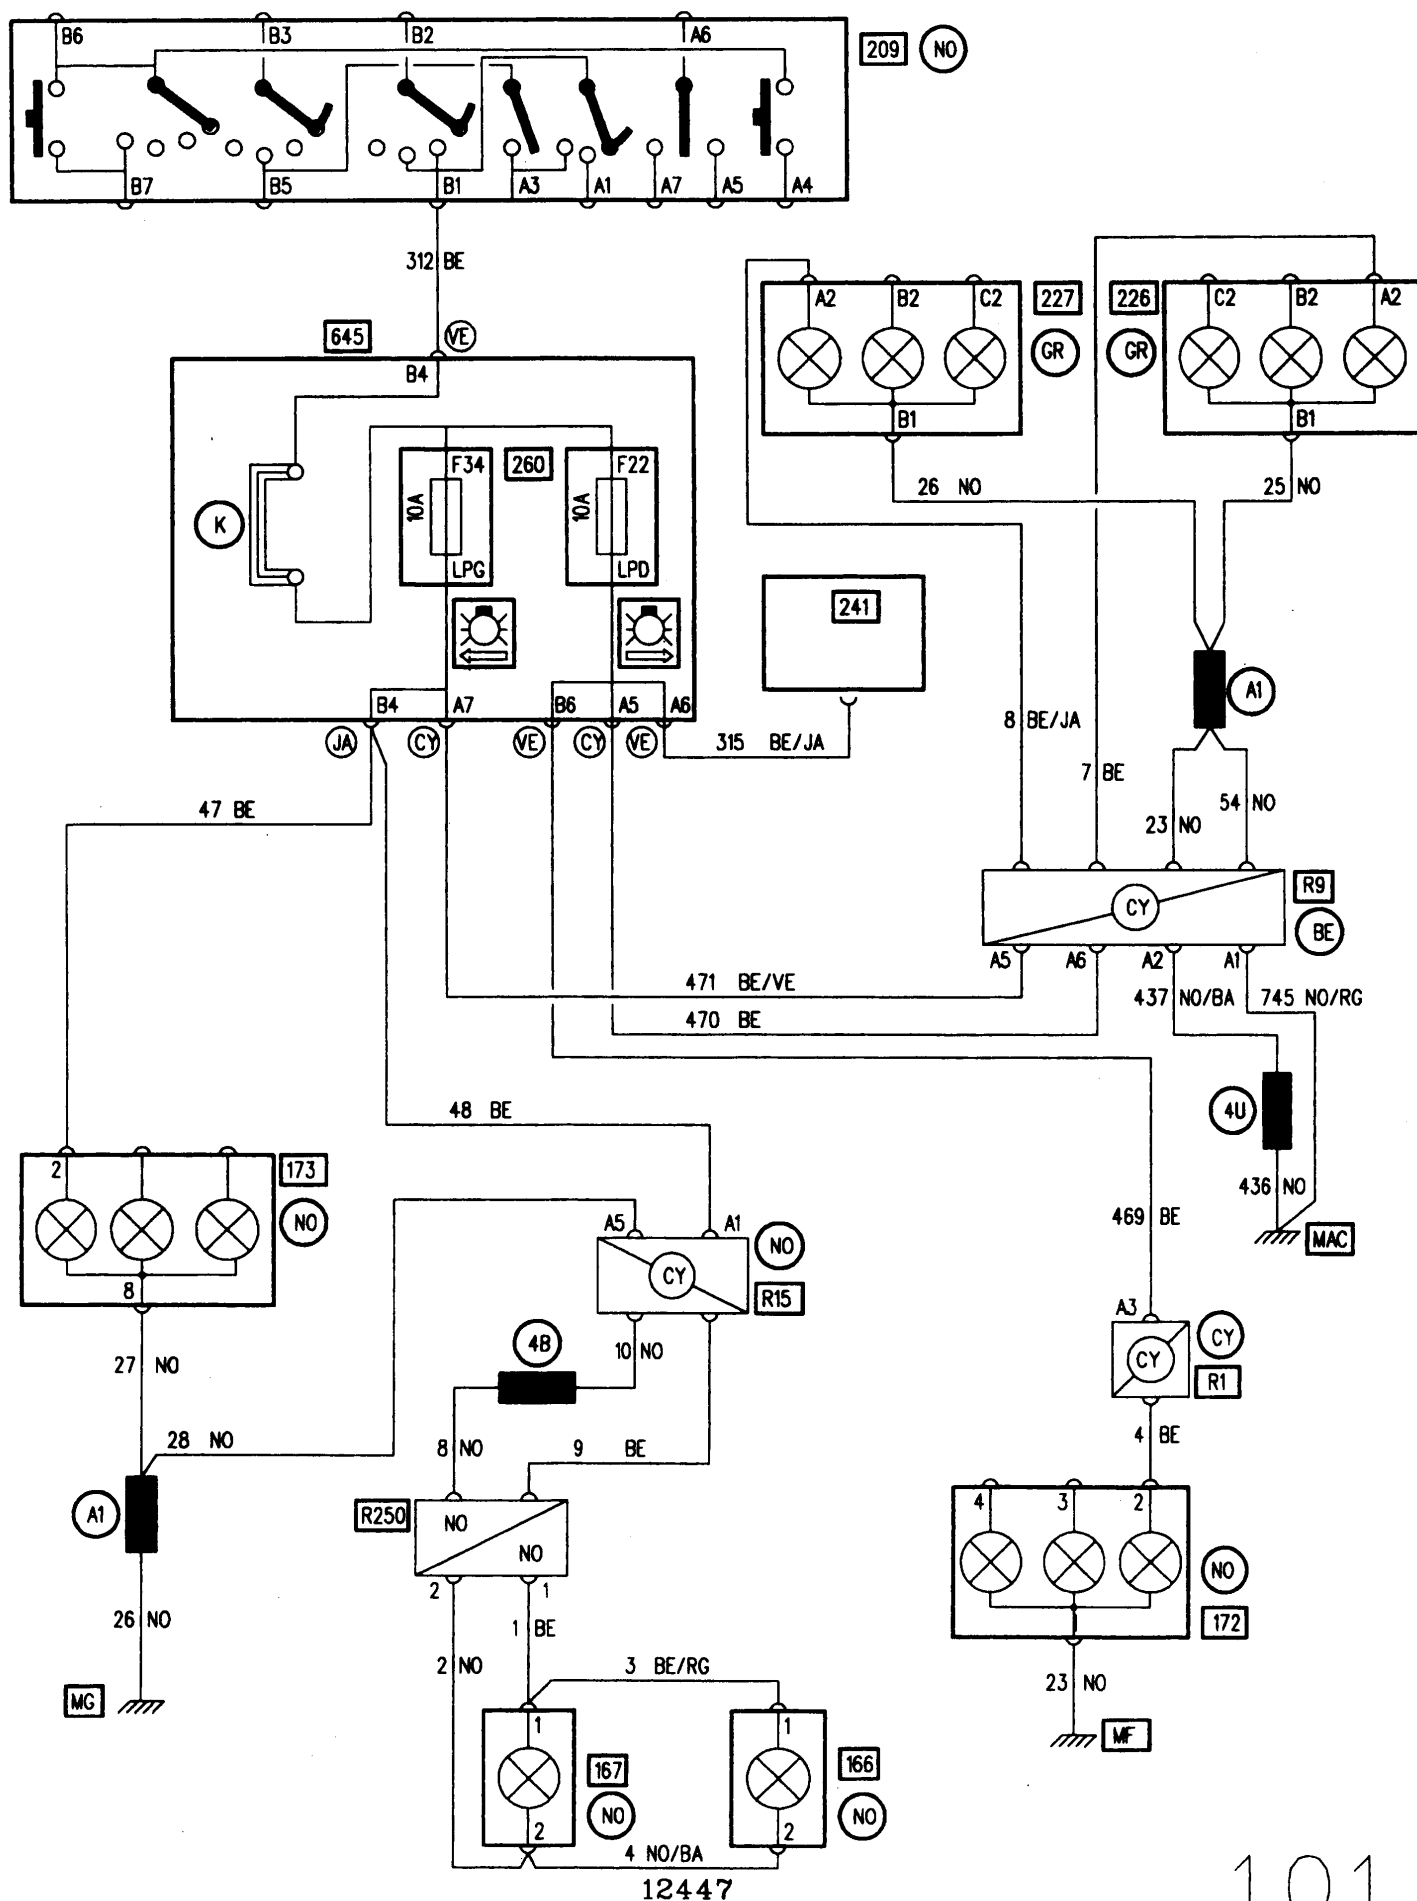 B6 B3 B2 A6
209 NO
B7 B5 B1 A3 A1 A7 A5 A4
312 BE
645 VE
B4
A2 B2 C2 227 226 C2 B2 A2
GR GR
B1 B1
26 NO 25 NO
F34 260 F22
10A 10A
K
LPG LPD
241
A1
B4 A7 B6 A5 A6
JA CY VE CY VE
315 BE/JA
8 BE/JA
7 BE
47 BE
23 NO 54 NO
R9
CY
BE
A5 A6 A2 A1
471 BE/VE
437 NO/BA 745 NO/RG
470 BE
48 BE
4U
173
2
436 NO
NO
469 BE
A5 A1
NO
MAC
CY
8
R15
A3
CY
4B
10 NO
CY
27 NO
R1
28 NO
8 NO 9 BE
4 BE
A1
R250
NO
NO
4 3 2
2 1
NO
26 NO
1 BE
172
2 NO
3 BE/RG
23 NO
MG
1 1
MF
167 166
NO NO
2 2
4 NO/BA
12447
101